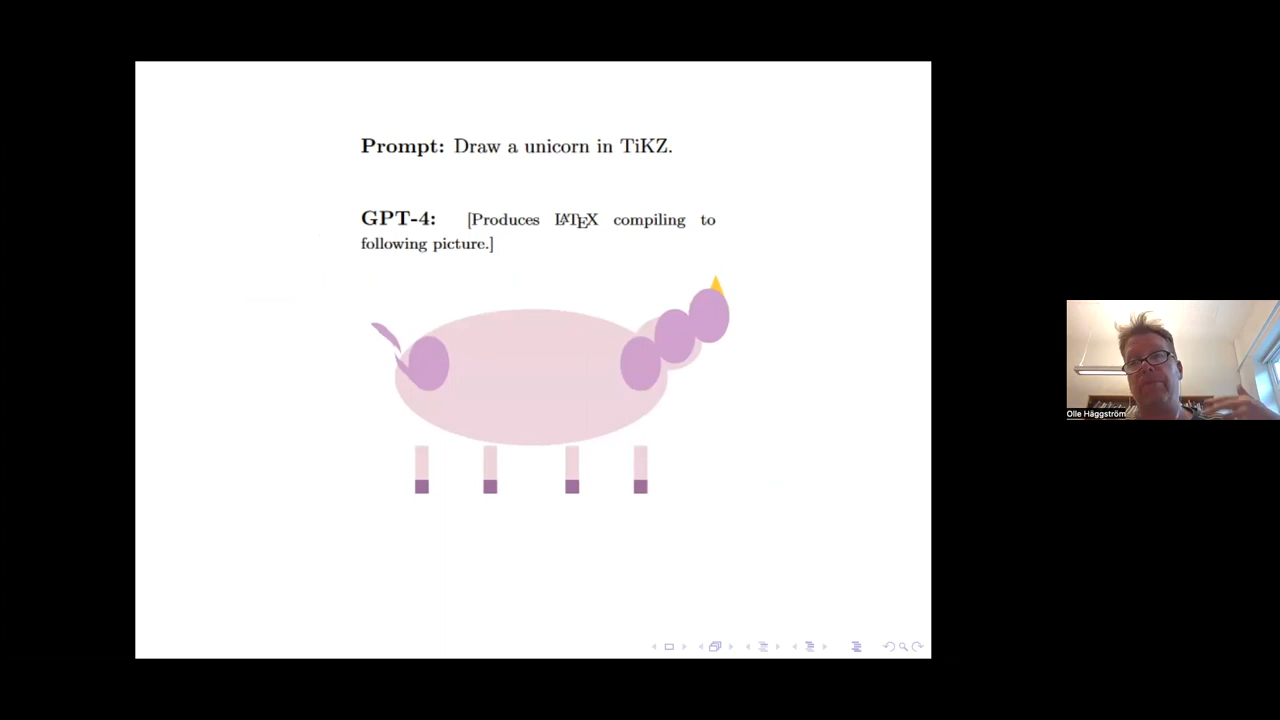 Prompt: Draw a unicorn in TiKZ.
GPT-4: [Produces LATEX compiling to
following picture.]
Olle Häggström